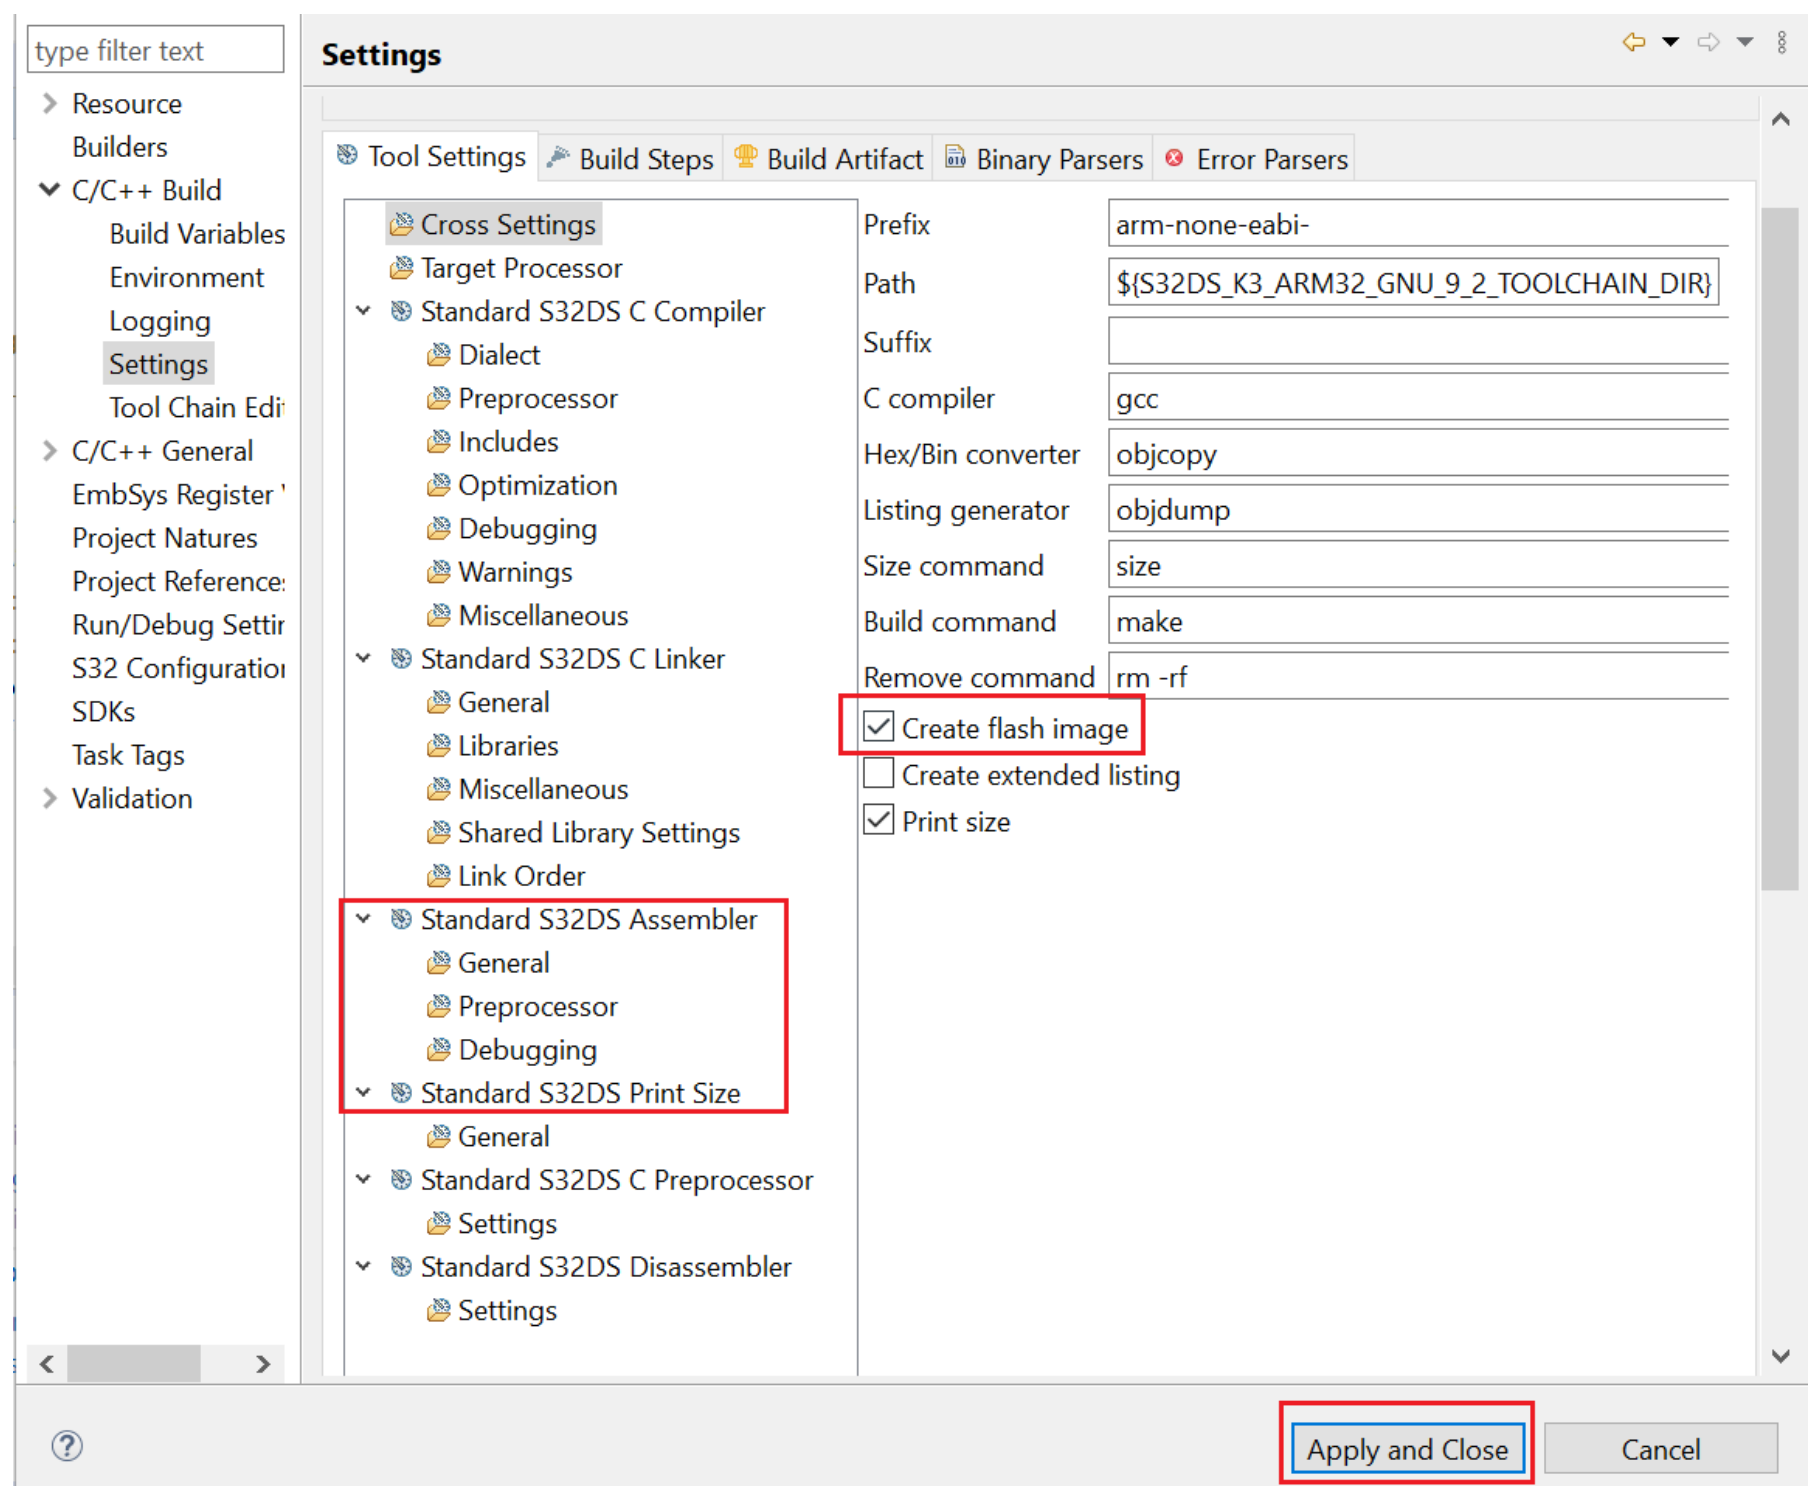 type filter text
Resource
Builders
C/C++ Build
Build Variables
Environment
Logging
Settings
Tool Chain Edi
C/C++ General
EmbSys Register
Project Natures
Project References
Run/Debug Settin
S32 Configuration
SDKs
Task Tags
Validation
Settings
Tool Settings
Build Steps
Build Artifact
Binary Parsers
Error Parsers
Cross Settings
Target Processor
Standard S32DS C Compiler
Dialect
Preprocessor
Includes
Optimization
Debugging
Warnings
Miscellaneous
Standard S32DS C Linker
General
Libraries
Miscellaneous
Shared Library Settings
Link Order
Standard S32DS Assembler
General
Preprocessor
Debugging
Standard S32DS Print Size
General
Standard S32DS C Preprocessor
Settings
Standard S32DS Disassembler
Settings
Prefix arm-none-eabi-
Path ${S32DS_K3_ARM32_GNU_9_2_TOOLCHAIN_DIR}
Suffix
C compiler gcc
Hex/Bin converter objcopy
Listing generator objdump
Size command size
Build command make
Remove command rm -rf
Create flash image
Create extended listing
Print size
Apply and Close
Cancel